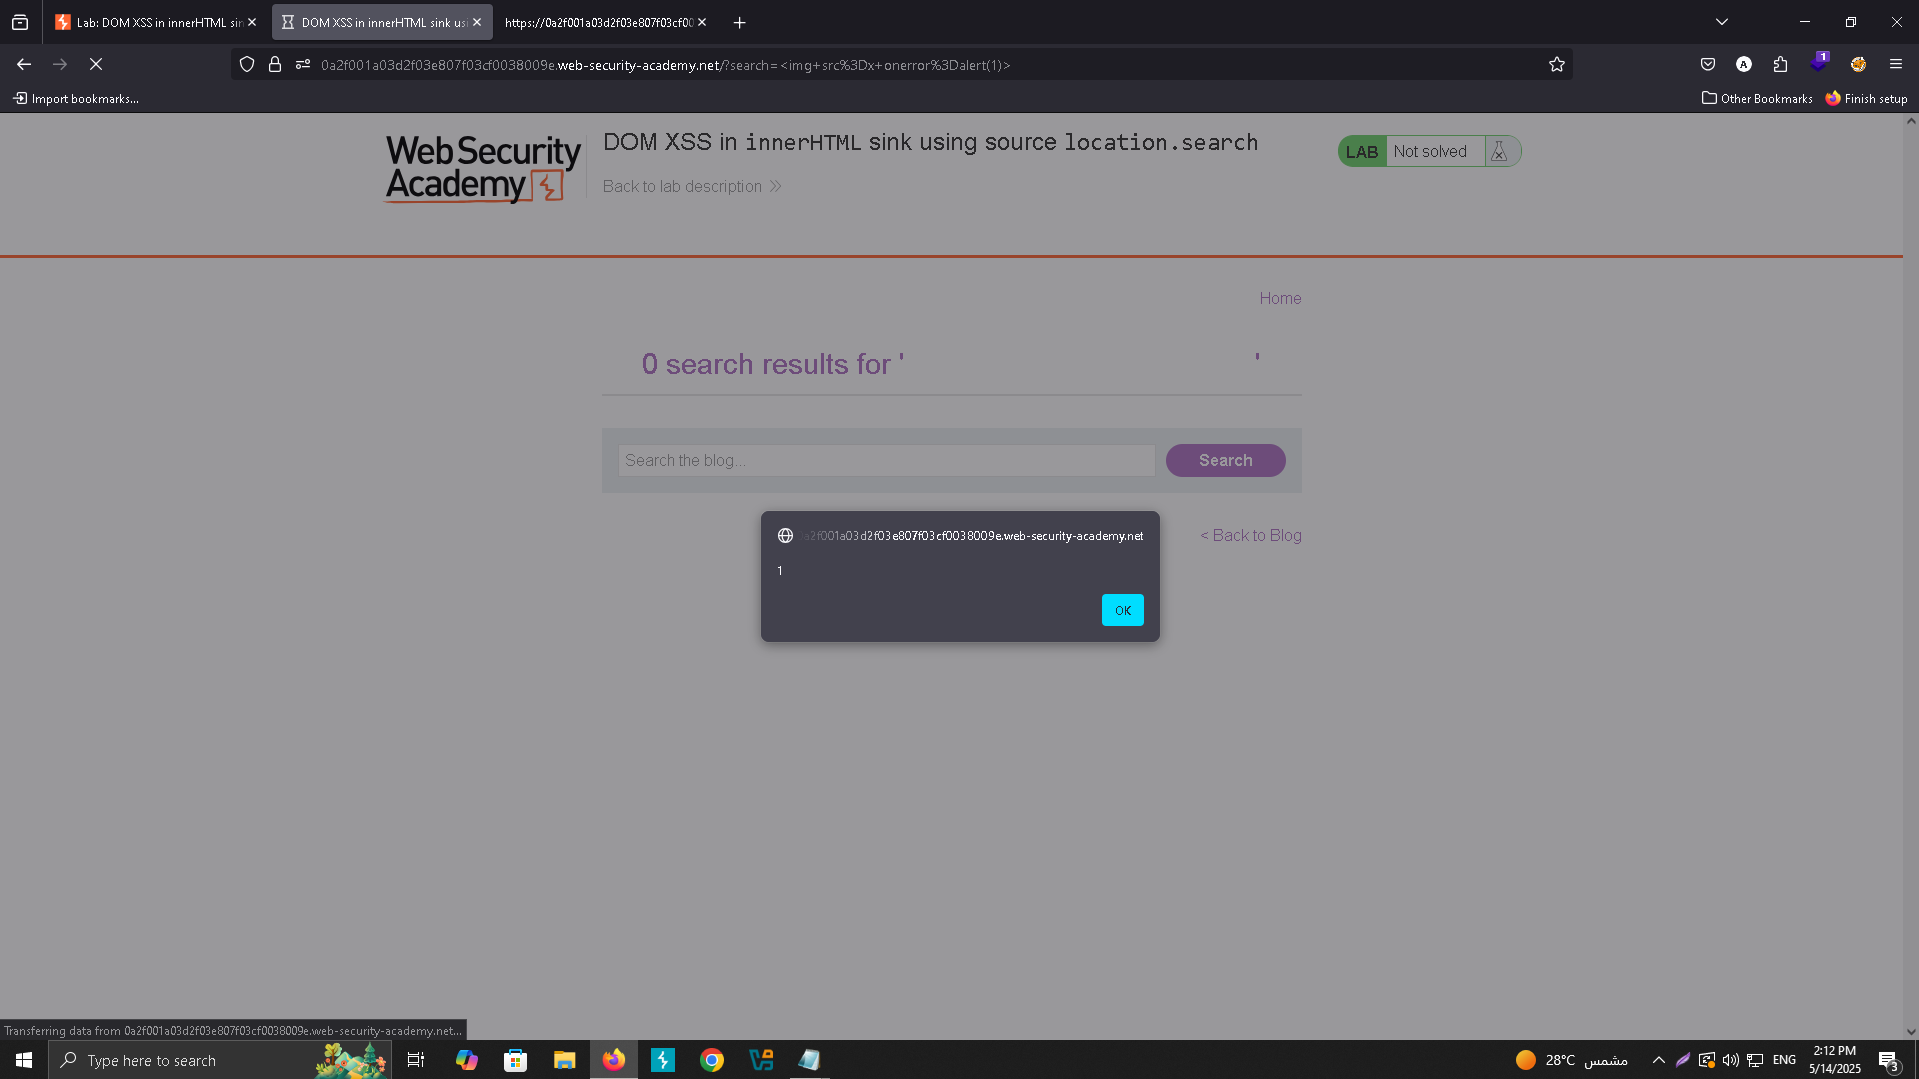 Lab: DOM XSS in innerHTML sin
DOM XSS in innerHTML sink usi
https://0a2f001a03d2f03e807f03cf00
0a2f001a03d2f03e807f03cf0038009e.web-security-academy.net/?search=<img+src%3Dx+onerror%3Dalert(1)>
A
1
Import bookmarks...
Other Bookmarks
Finish setup
Web Security
Academy
DOM XSS in innerHTML sink using source location.search
Back to lab description
LAB
Not solved
Home
0 search results for '                    '
Search the blog...
Search
< Back to Blog
0a2f001a03d2f03e807f03cf0038009e.web-security-academy.net
1
OK
Transferring data from 0a2f001a03d2f03e807f03cf0038009e.web-security-academy.net...
Type here to search
28°C
مشمس
ENG
2:12 PM
5/14/2025
3